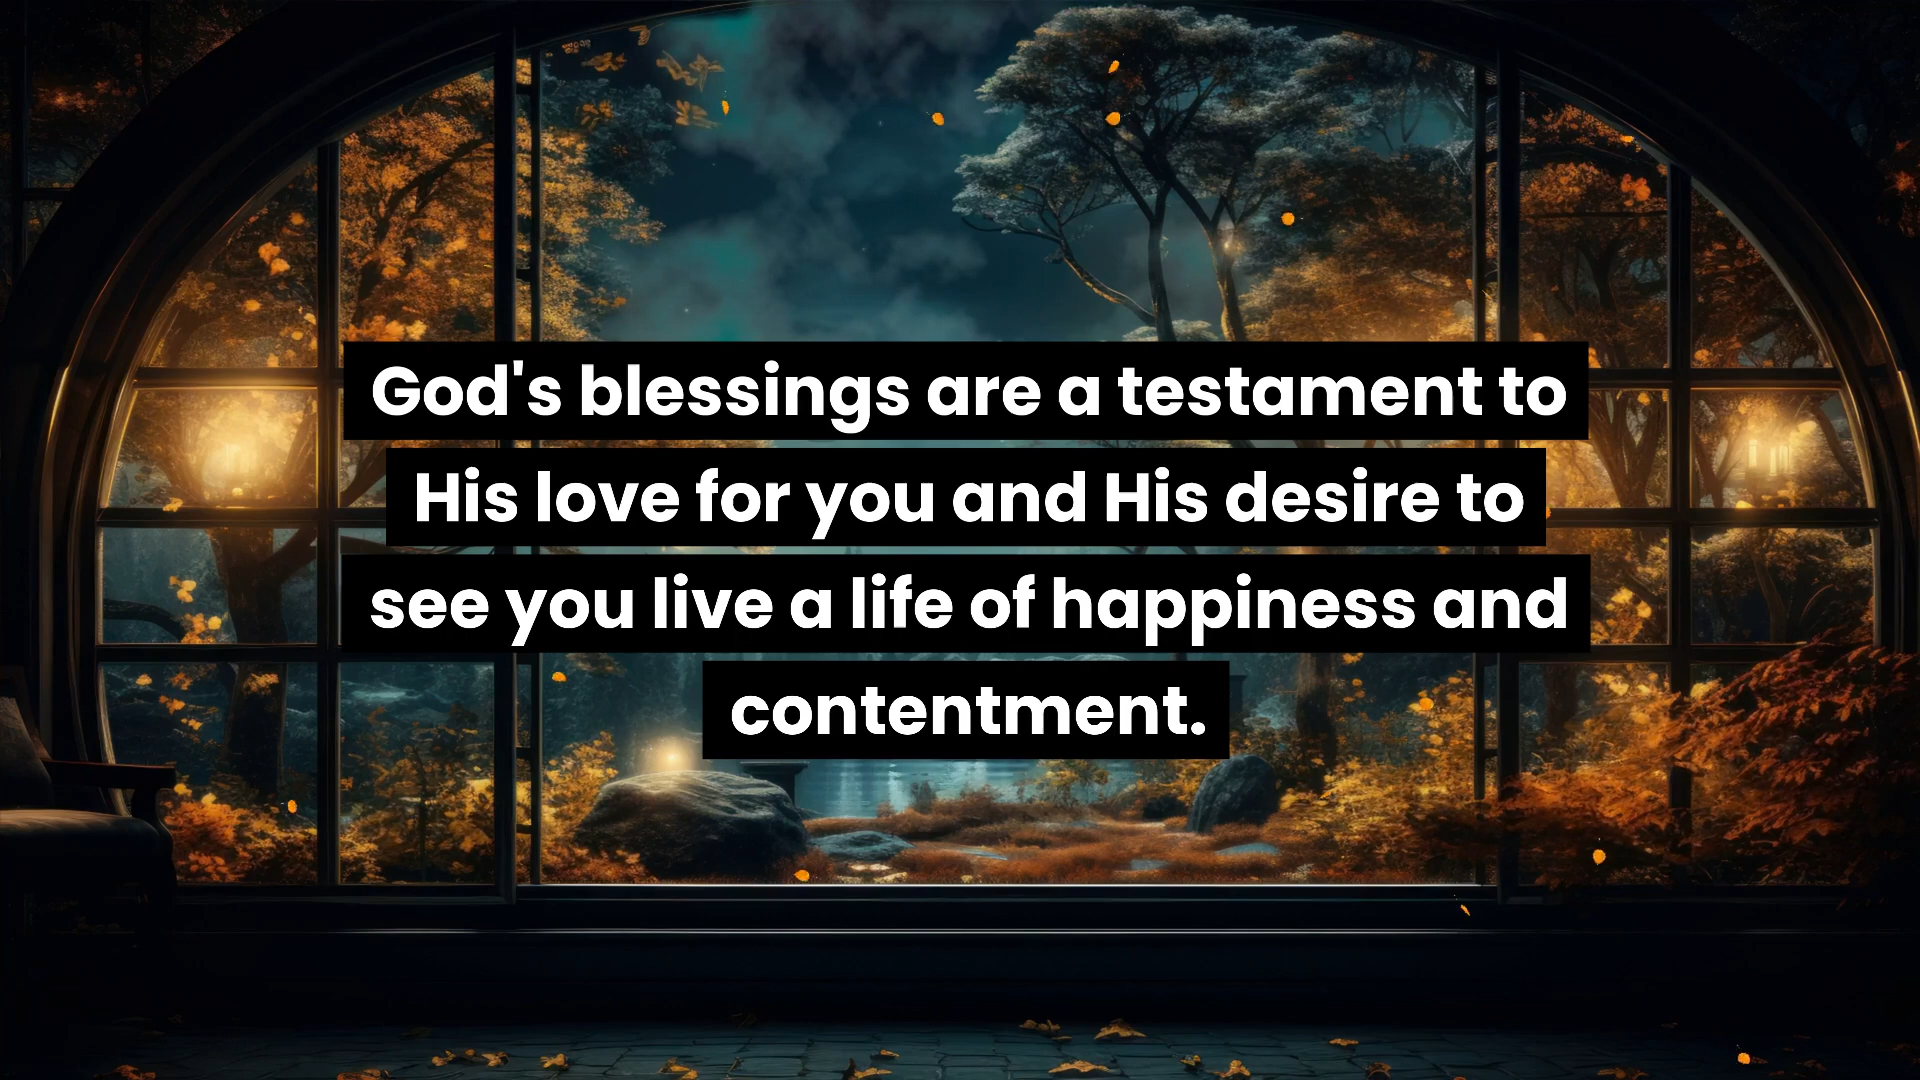 God's blessings are a testament to
His love for you and His desire to
see you live a life of happiness and
contentment.